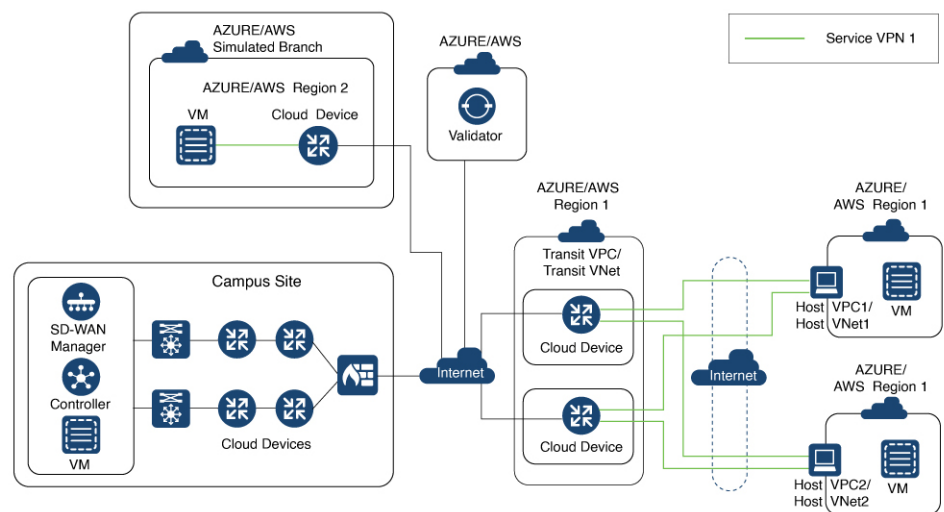 AZURE/AWS
Simulated Branch
AZURE/AWS Region 2
VM
Cloud Device
AZURE/AWS
Validator
Service VPN 1
AZURE/AWS
Region 1
Transit VPC/
Transit VNet
Cloud Device
Cloud Device
Campus Site
SD-WAN
Manager
Controller
VM
Cloud Devices
Internet
Internet
AZURE/
AWS Region 1
Host VPC1/
Host VNet1
VM
AZURE/
AWS Region 1
Host VPC2/
Host VNet2
VM